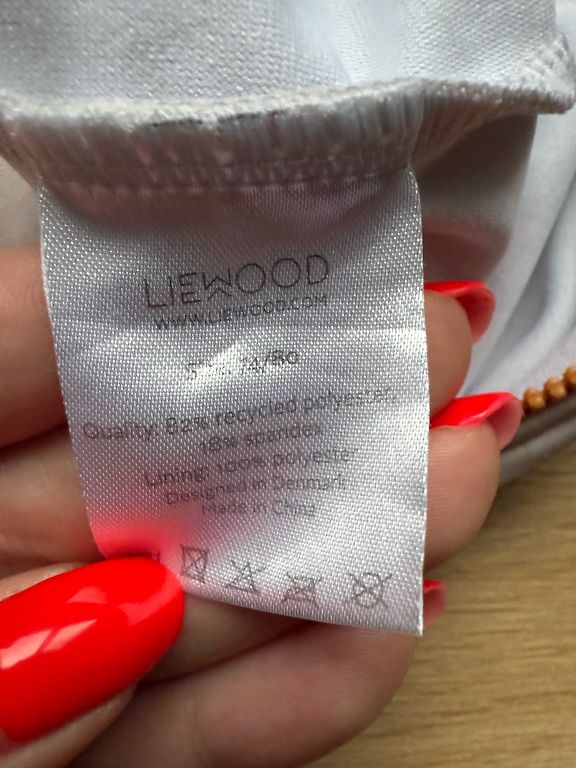 LIEWOOD
WWW.LIEWOOD.COM
74/80
Quality: 82% recycled polyester,
18% spandex
Lining: 100% polyester
Designed in Denmark
Made in China